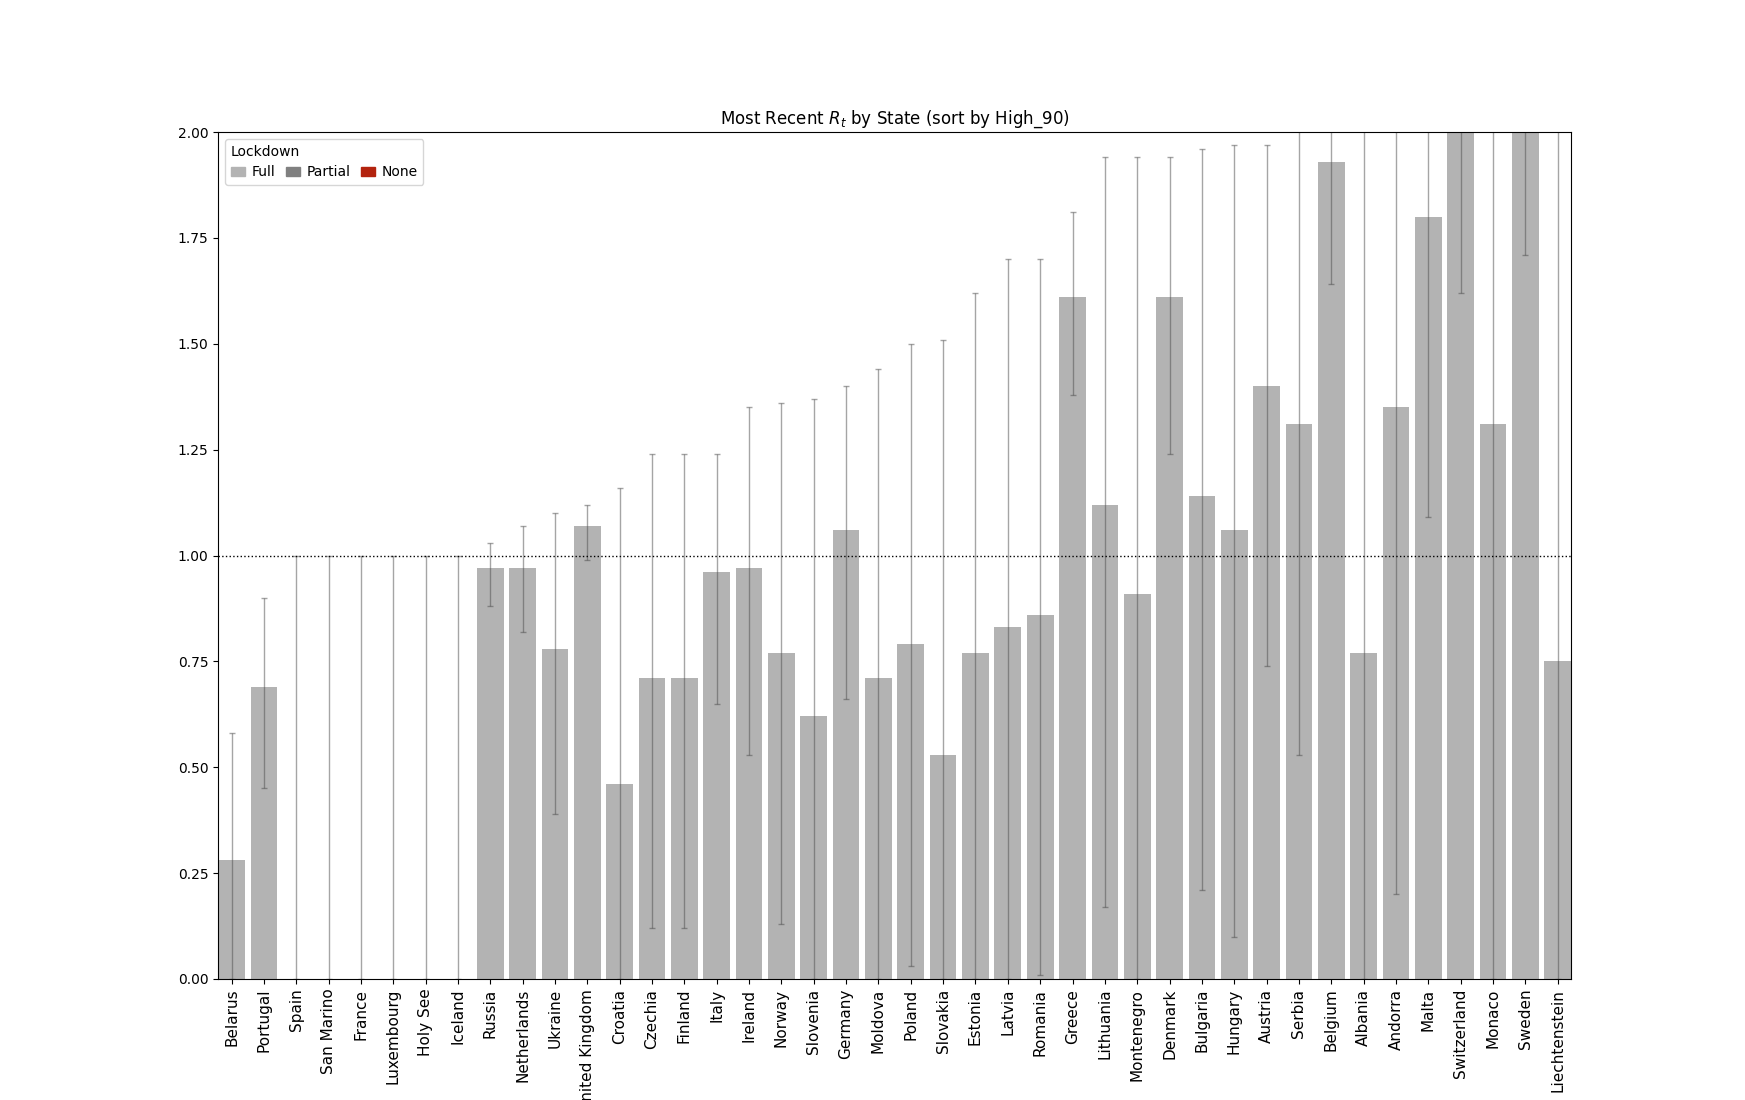 Most Recent R_t by State (sort by High_90)
Lockdown
Full Partial None
2.00
1.75
1.50
1.25
1.00
0.75
0.50
0.25
0.00
Belarus
Portugal
Spain
San Marino
France
Luxembourg
Holy See
Iceland
Russia
Netherlands
Ukraine
nited Kingdom
Croatia
Czechia
Finland
Italy
Ireland
Norway
Slovenia
Germany
Moldova
Poland
Slovakia
Estonia
Latvia
Romania
Greece
Lithuania
Montenegro
Denmark
Bulgaria
Hungary
Austria
Serbia
Belgium
Albania
Andorra
Malta
Switzerland
Monaco
Sweden
Liechtenstein